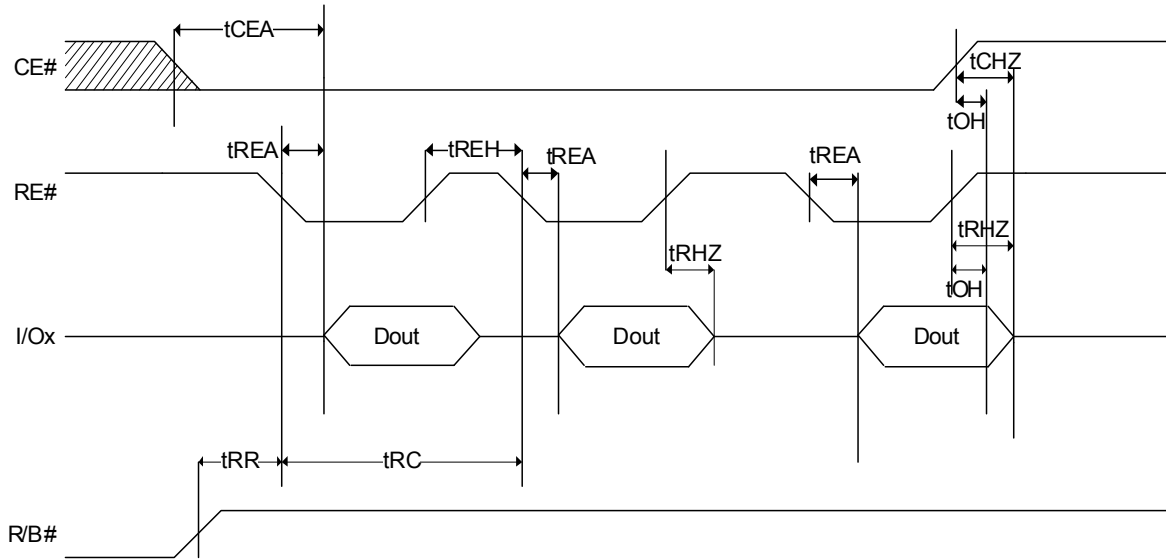 tCEA
CE#
tCHZ
tOH
tREA
tREH
tREA
tREA
RE#
tRHZ
tRHZ
tOH
I/Ox
Dout
Dout
Dout
tRR
tRC
R/B#